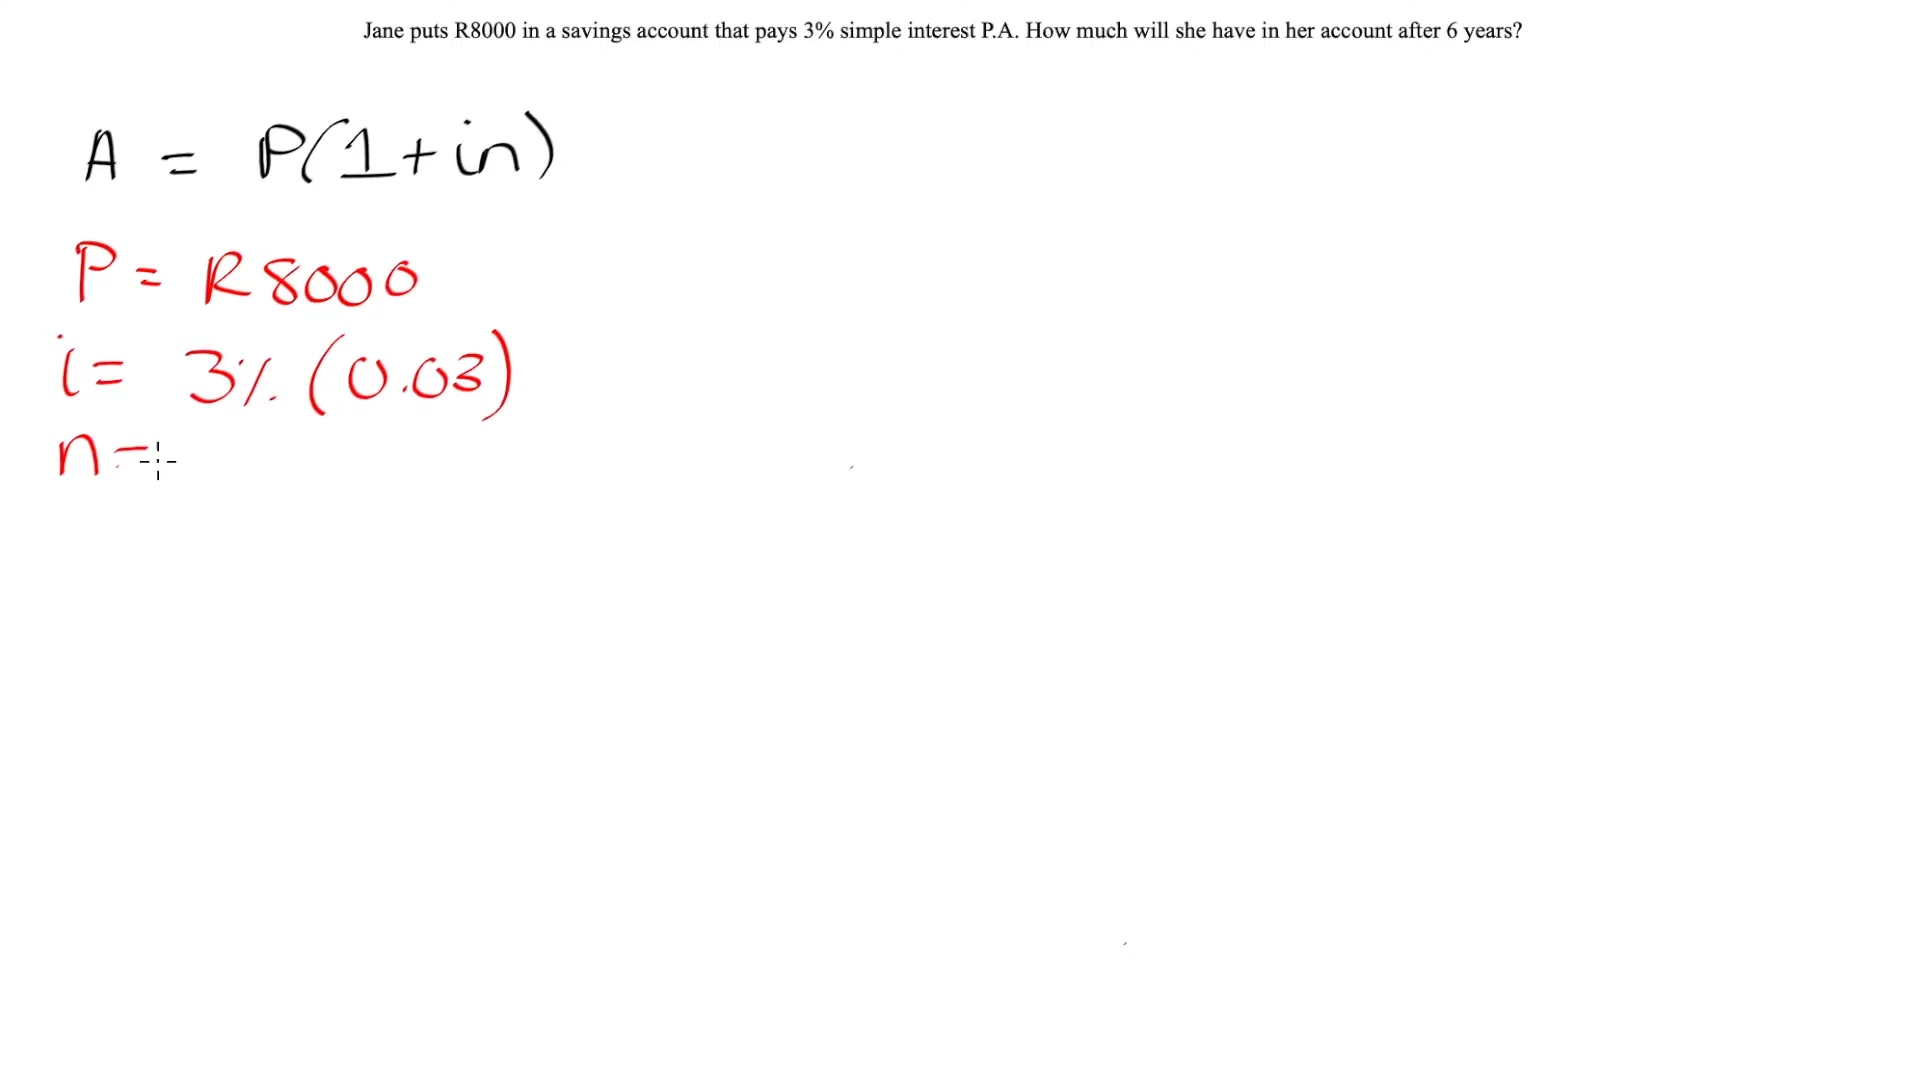 Jane puts R8000 in a savings account that pays 3% simple interest P.A. How much will she have in her account after 6 years?
A = P(1+in)
P = R8000
i = 3% (0.03)
n =